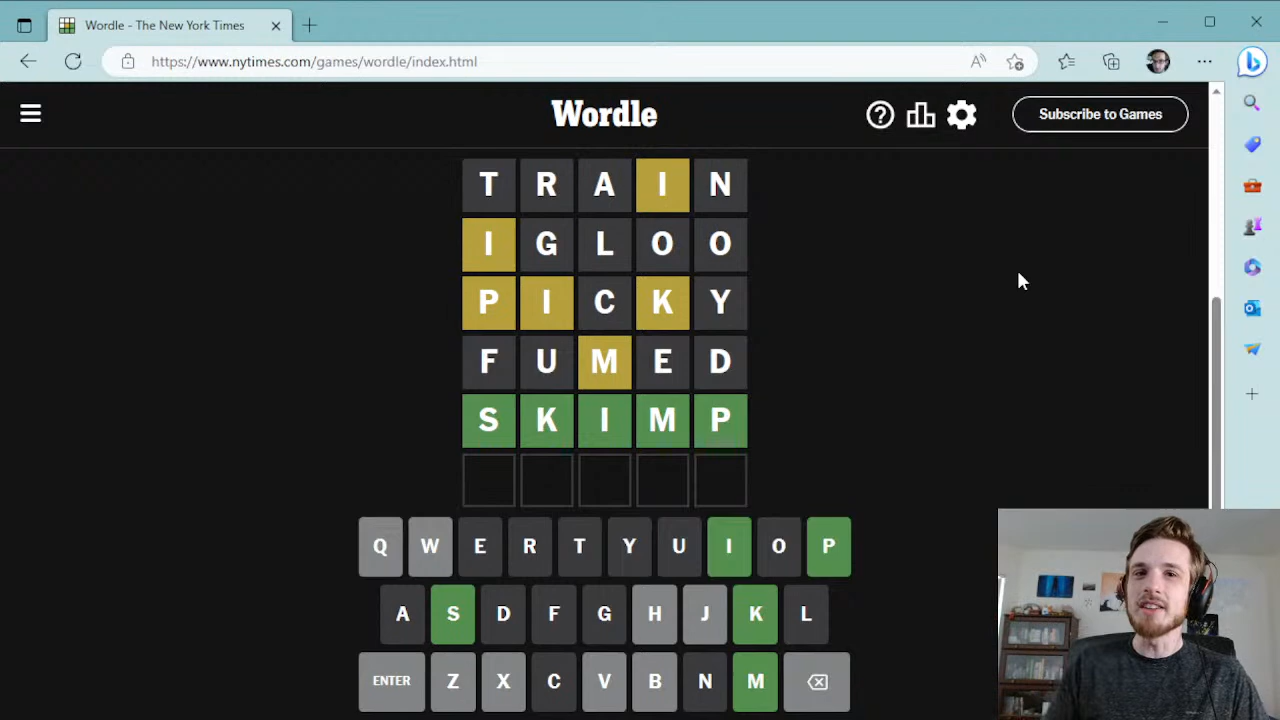 Wordle - The New York Times
https://www.nytimes.com/games/wordle/index.html
Wordle
Subscribe to Games
T R A I N
I G L O O
P I C K Y
F U M E D
S K I M P
Q W E R T Y U I O P
A S D F G H J K L
ENTER Z X C V B N M